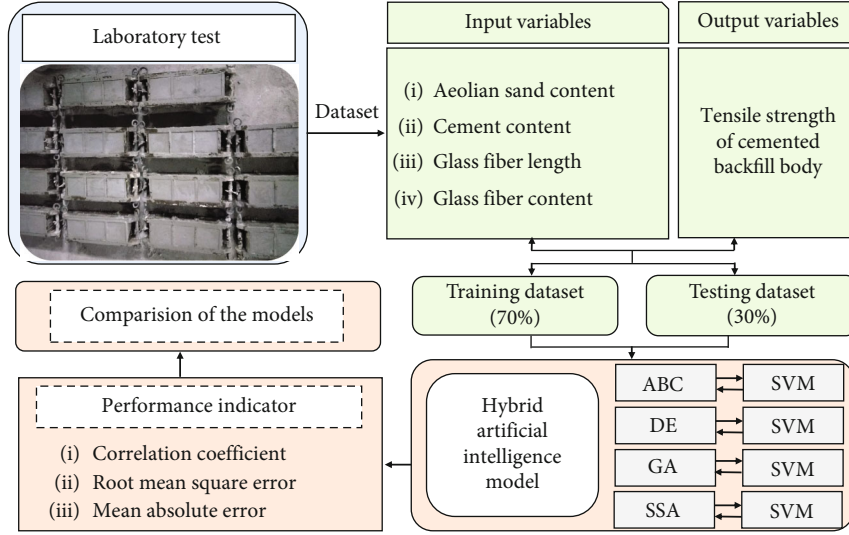 Laboratory test
Dataset
Input variables
(i) Aeolian sand content
(ii) Cement content
(iii) Glass fiber length
(iv) Glass fiber content
Output variables
Tensile strength
of cemented
backfill body
Training dataset
(70%)
Testing dataset
(30%)
Hybrid
artificial
intelligence
model
ABC SVM
DE SVM
GA SVM
SSA SVM
Performance indicator
(i) Correlation coefficient
(ii) Root mean square error
(iii) Mean absolute error
Comparision of the models